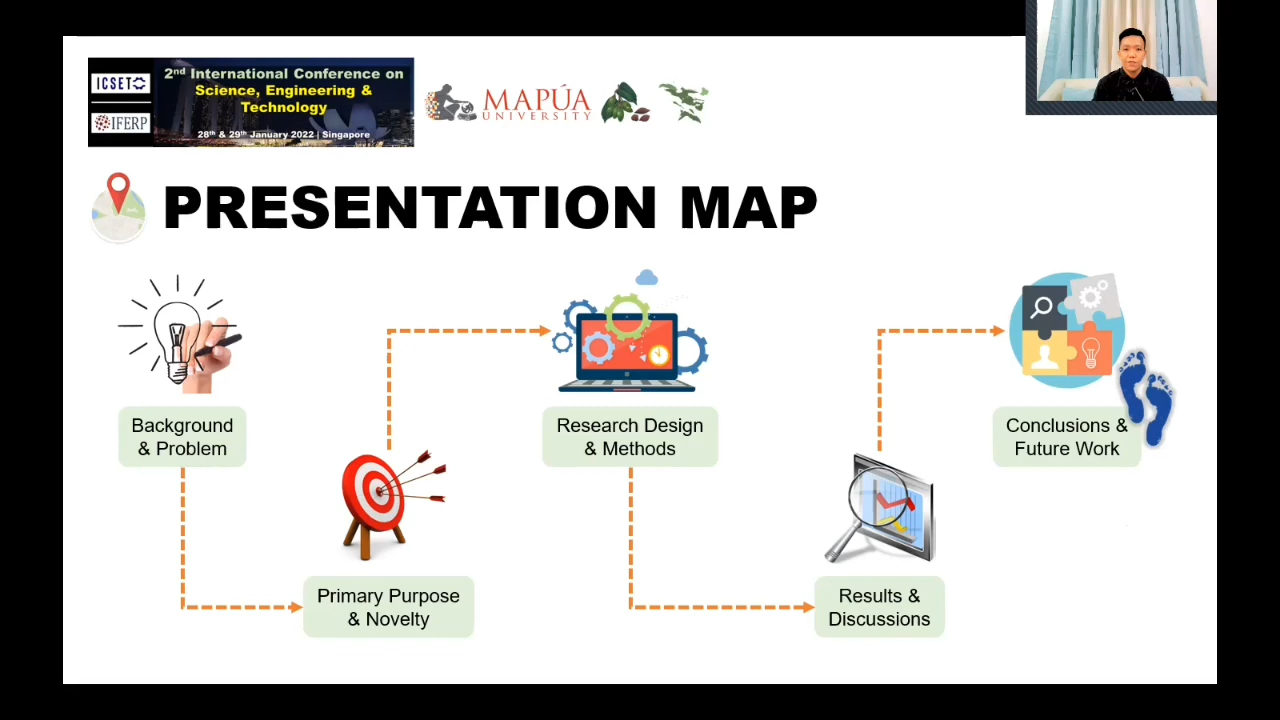 ICSET
IFERP
2nd International Conference on
Science, Engineering &
Technology
28th & 29th January 2022 | Singapore
MAPÚA
UNIVERSITY
PRESENTATION MAP
Background
& Problem
Primary Purpose
& Novelty
Research Design
& Methods
Results &
Discussions
Conclusions &
Future Work